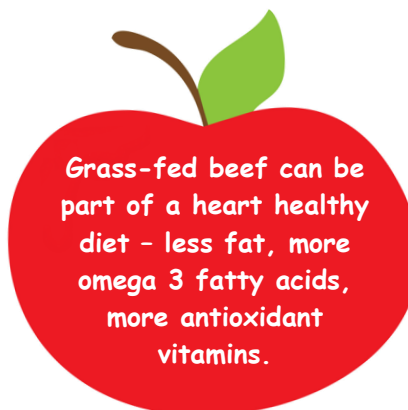 Grass-fed beef can be
part of a heart healthy
diet – less fat, more
omega 3 fatty acids,
more antioxidant
vitamins.